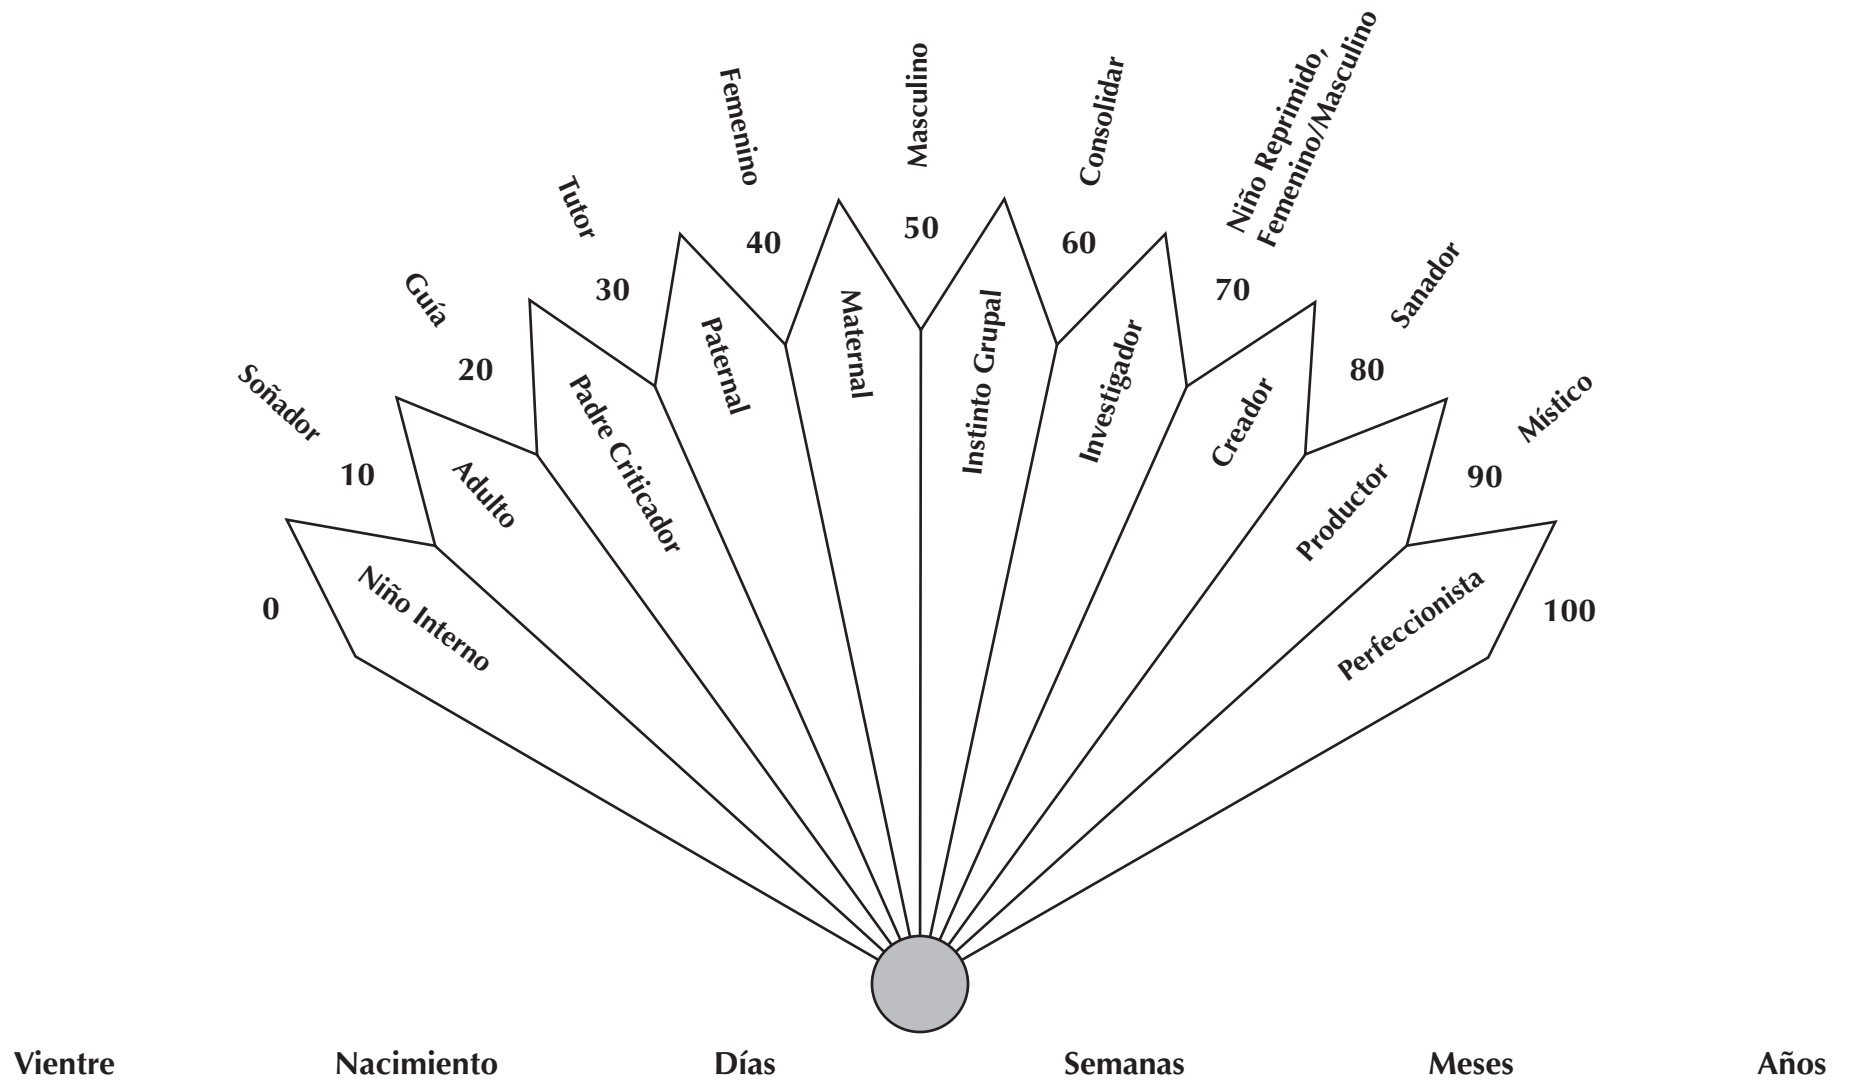 Soñador
Guía
Tutor
Femenino
Masculino
Consolidar
Niño Reprimido,
Femenino/Masculino
Sanador
Místico
0
10
20
30
40
50
60
70
80
90
100
Niño Interno
Adulto
Padre Criticador
Paternal
Maternal
Instinto Grupal
Investigador
Creador
Productor
Perfeccionista
Vientre Nacimiento Días Semanas Meses Años